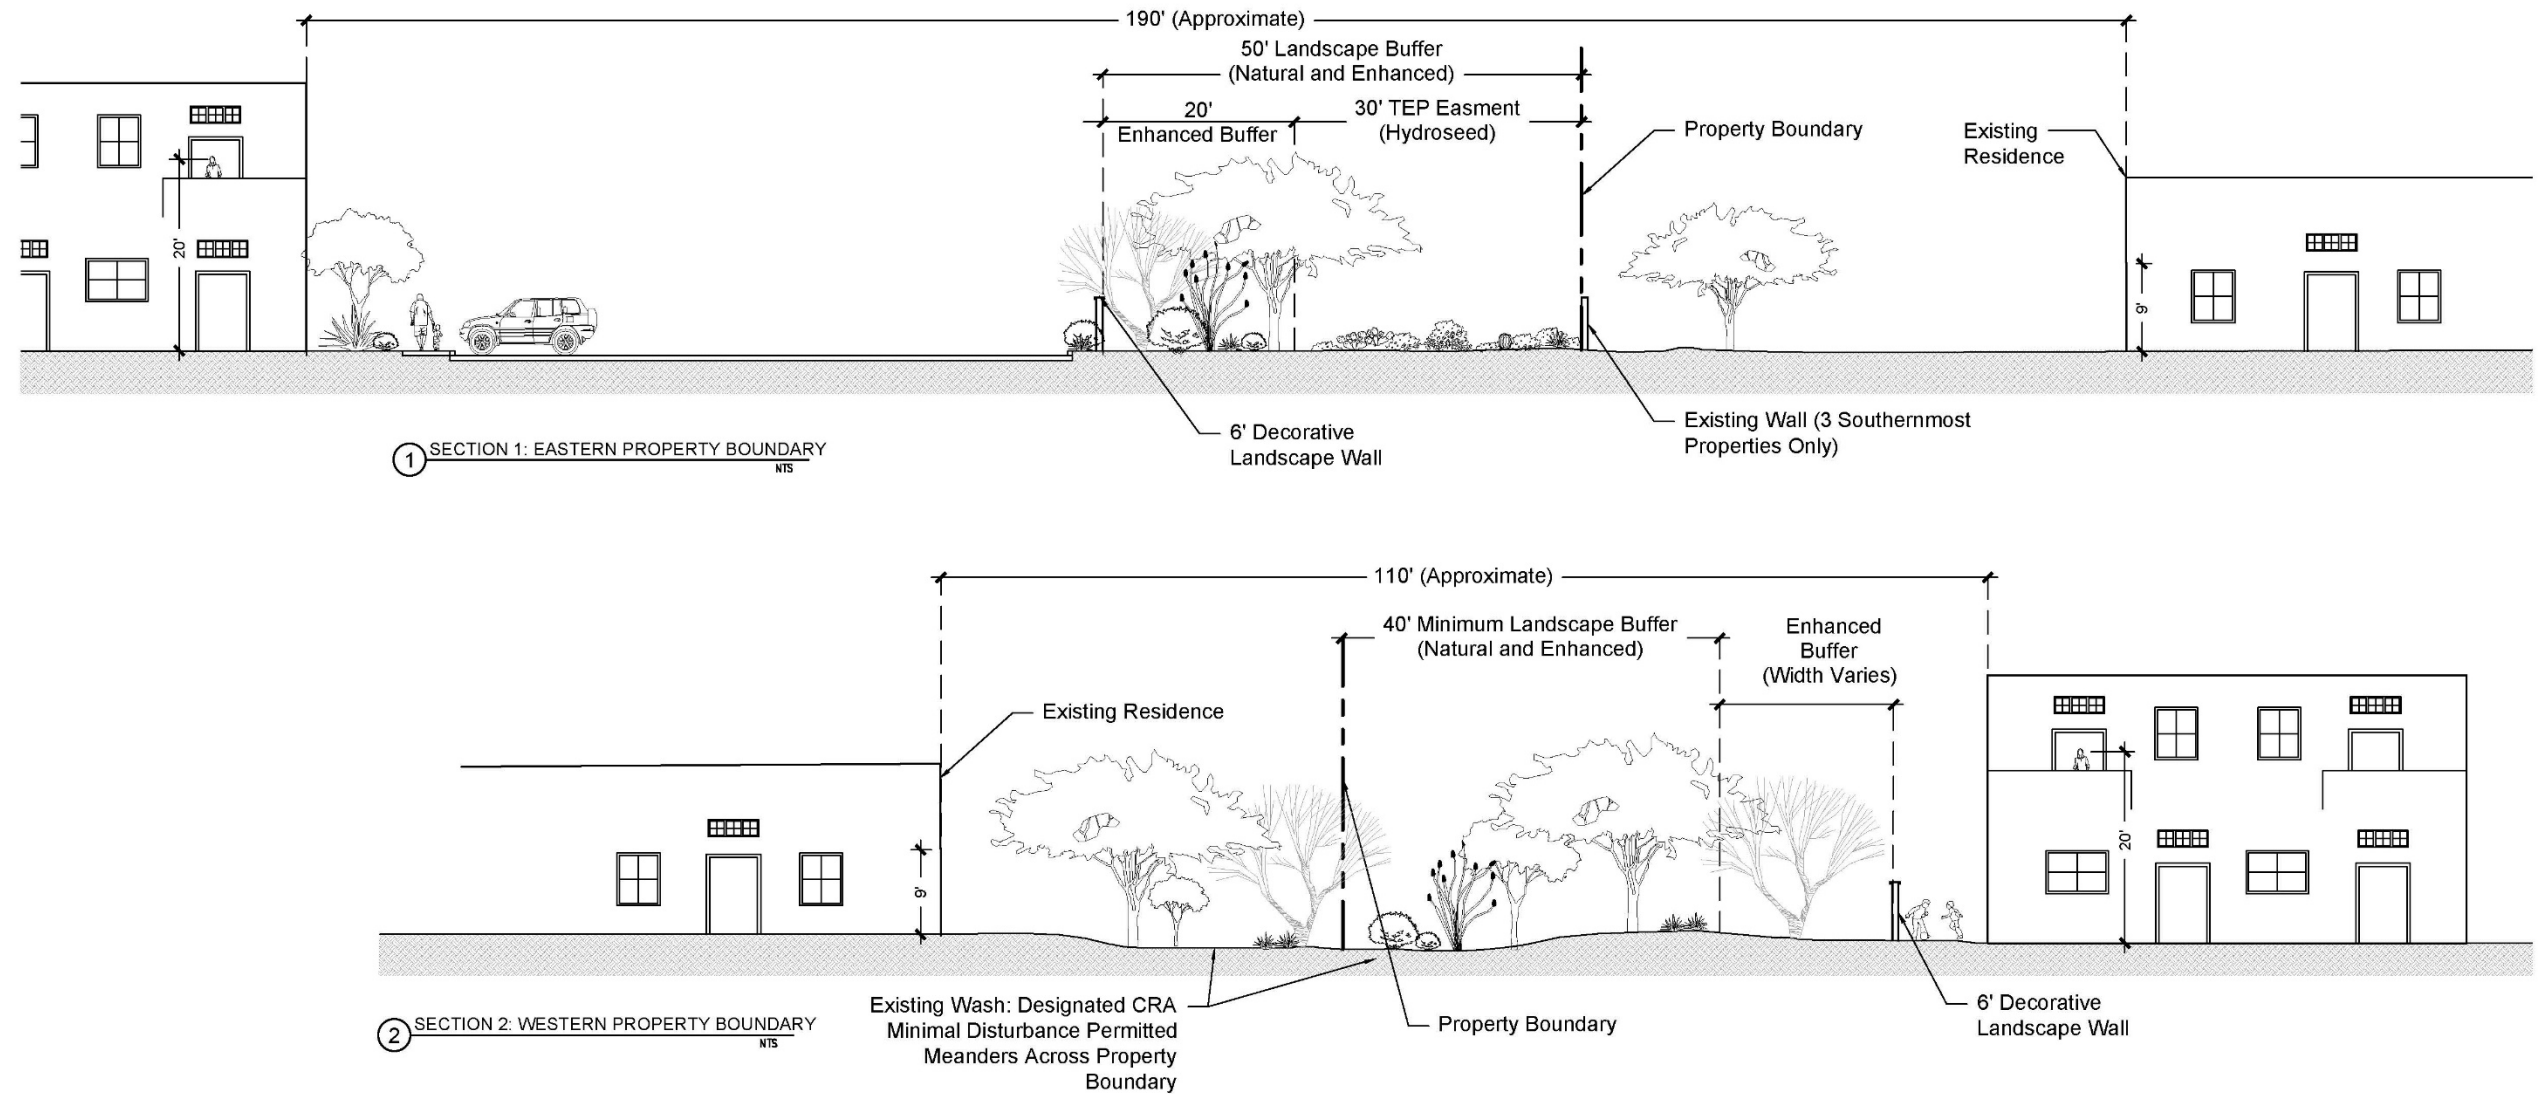 190' (Approximate)
50' Landscape Buffer
(Natural and Enhanced)
20'
Enhanced Buffer
30' TEP Easment
(Hydroseed)
Property Boundary
Existing
Residence
20'
9'
6' Decorative
Landscape Wall
Existing Wall (3 Southernmost
Properties Only)
1
SECTION 1: EASTERN PROPERTY BOUNDARY
NTS
110' (Approximate)
40' Minimum Landscape Buffer
(Natural and Enhanced)
Enhanced
Buffer
(Width Varies)
Existing Residence
9'
20'
Existing Wash: Designated CRA
Minimal Disturbance Permitted
Meanders Across Property
Boundary
Property Boundary
6' Decorative
Landscape Wall
2
SECTION 2: WESTERN PROPERTY BOUNDARY
NTS